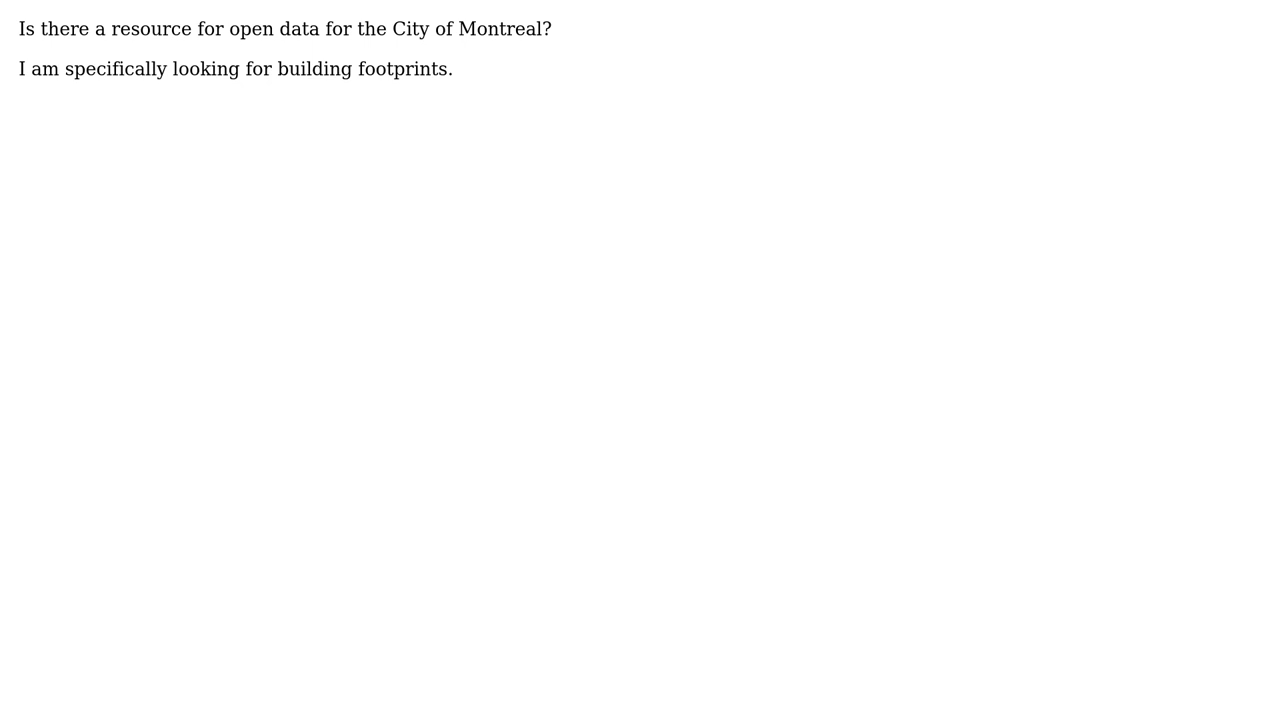 Is there a resource for open data for the City of Montreal?
I am specifically looking for building footprints.